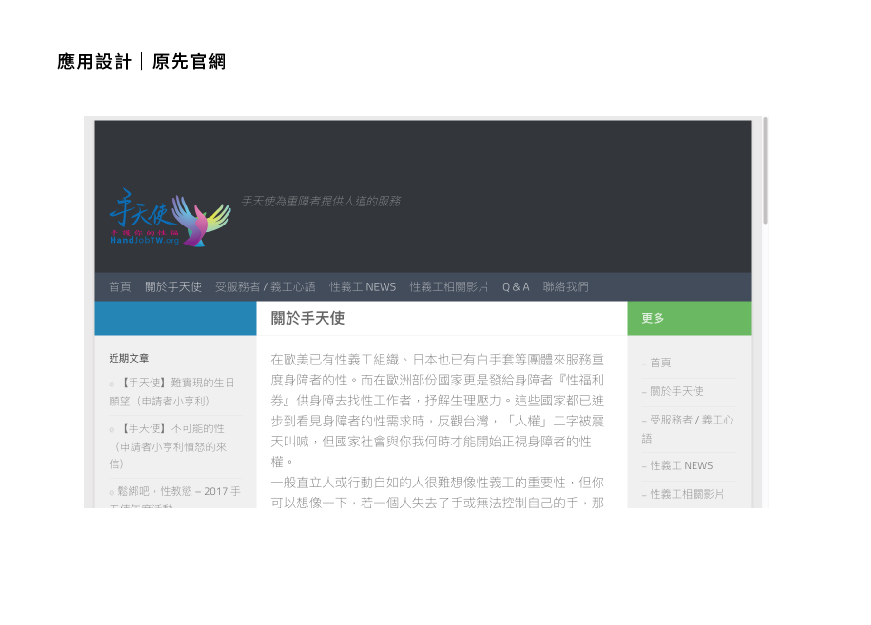 應用設計｜原先官網
手天使為重障者提供人道的服務
手天使
手護你的性福
HandJobTW.org
首頁 關於手天使 受服務者 / 義工心語 性義工 NEWS 性義工相關影片 Q & A 聯絡我們
關於手天使
更多
近期文章
【手天使】難實現的生日
願望（申請者小亨利）
【手天使】不可能的性
（申請者小亨利憤怒的來
信）
鬆綁吧，性教慾 – 2017 手
在歐美已有性義工組織、日本也已有白手套等團體來服務重
度身障者的性。而在歐洲部份國家更是發給身障者『性福利
券』供身障去找性工作者，抒解生理壓力。這些國家都已進
步到看見身障者的性需求時，反觀台灣，「人權」二字被震
天叫喊，但國家社會與你我何時才能開始正視身障者的性
權。
一般直立人或行動自如的人很難想像性義工的重要性，但你
可以想像一下，若一個人失去了手或無法控制自己的手，那
– 首頁
– 關於手天使
– 受服務者 / 義工心
語
– 性義工 NEWS
– 性義工相關影片